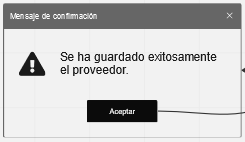 Mensaje de confirmación
Se ha guardado exitosamente
el proveedor.
Aceptar